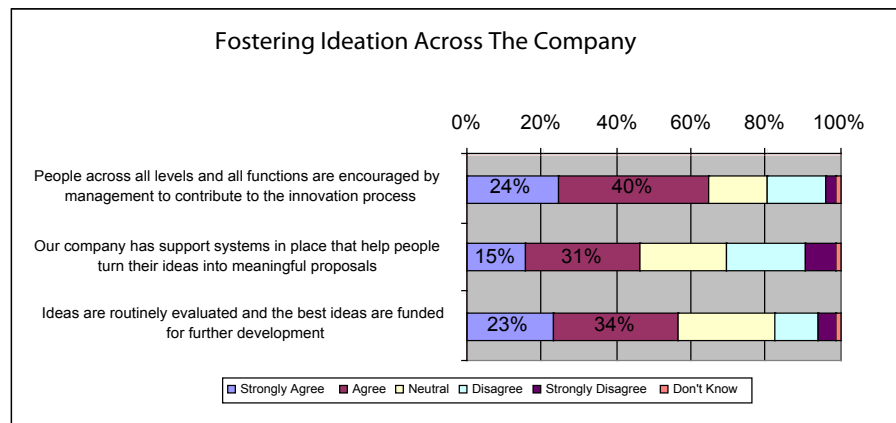 Fostering Ideation Across The Company
0% 20% 40% 60% 80% 100%
People across all levels and all functions are encouraged by
management to contribute to the innovation process
24% 40%
Our company has support systems in place that help people
turn their ideas into meaningful proposals
15% 31%
Ideas are routinely evaluated and the best ideas are funded
for further development
23% 34%
Strongly Agree Agree Neutral Disagree Strongly Disagree Don't Know